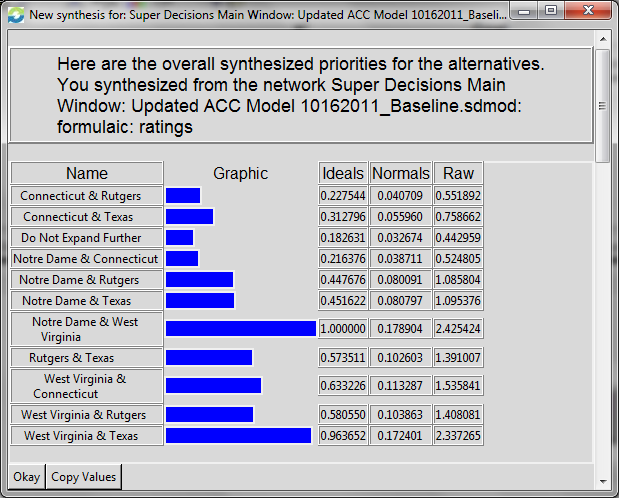 New synthesis for: Super Decisions Main Window: Updated ACC Model 10162011_Baseli...
Here are the overall synthesized priorities for the alternatives.
You synthesized from the network Super Decisions Main
Window: Updated ACC Model 10162011_Baseline.sdmod:
formulaic: ratings
Name Graphic Ideals Normals Raw
Connecticut & Rutgers 0.227544 0.040709 0.551892
Connecticut & Texas 0.312796 0.055960 0.758662
Do Not Expand Further 0.182631 0.032674 0.442959
Notre Dame & Connecticut 0.216376 0.038711 0.524805
Notre Dame & Rutgers 0.447676 0.080091 1.085804
Notre Dame & Texas 0.451622 0.080797 1.095376
Notre Dame & West
Virginia 1.000000 0.178904 2.425424
Rutgers & Texas 0.573511 0.102603 1.391007
West Virginia &
Connecticut 0.633226 0.113287 1.535841
West Virginia & Rutgers 0.580550 0.103863 1.408081
West Virginia & Texas 0.963652 0.172401 2.337265
Okay Copy Values